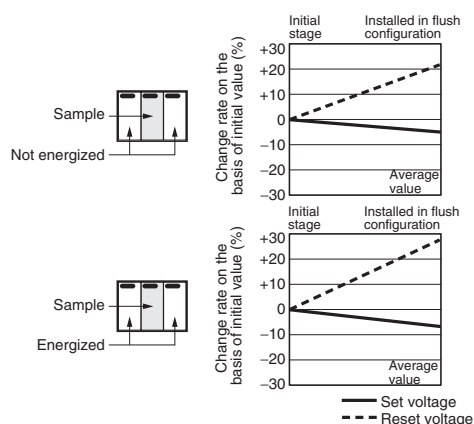 Initial
stage
Installed in flush
configuration
Change rate on the
basis of initial value (%)
+30
+20
+10
0
−10
−20
−30
Average
value
Sample
Not energized
Initial
stage
Installed in flush
configuration
Change rate on the
basis of initial value (%)
+30
+20
+10
0
−10
−20
−30
Average
value
Sample
Energized
Set voltage
Reset voltage